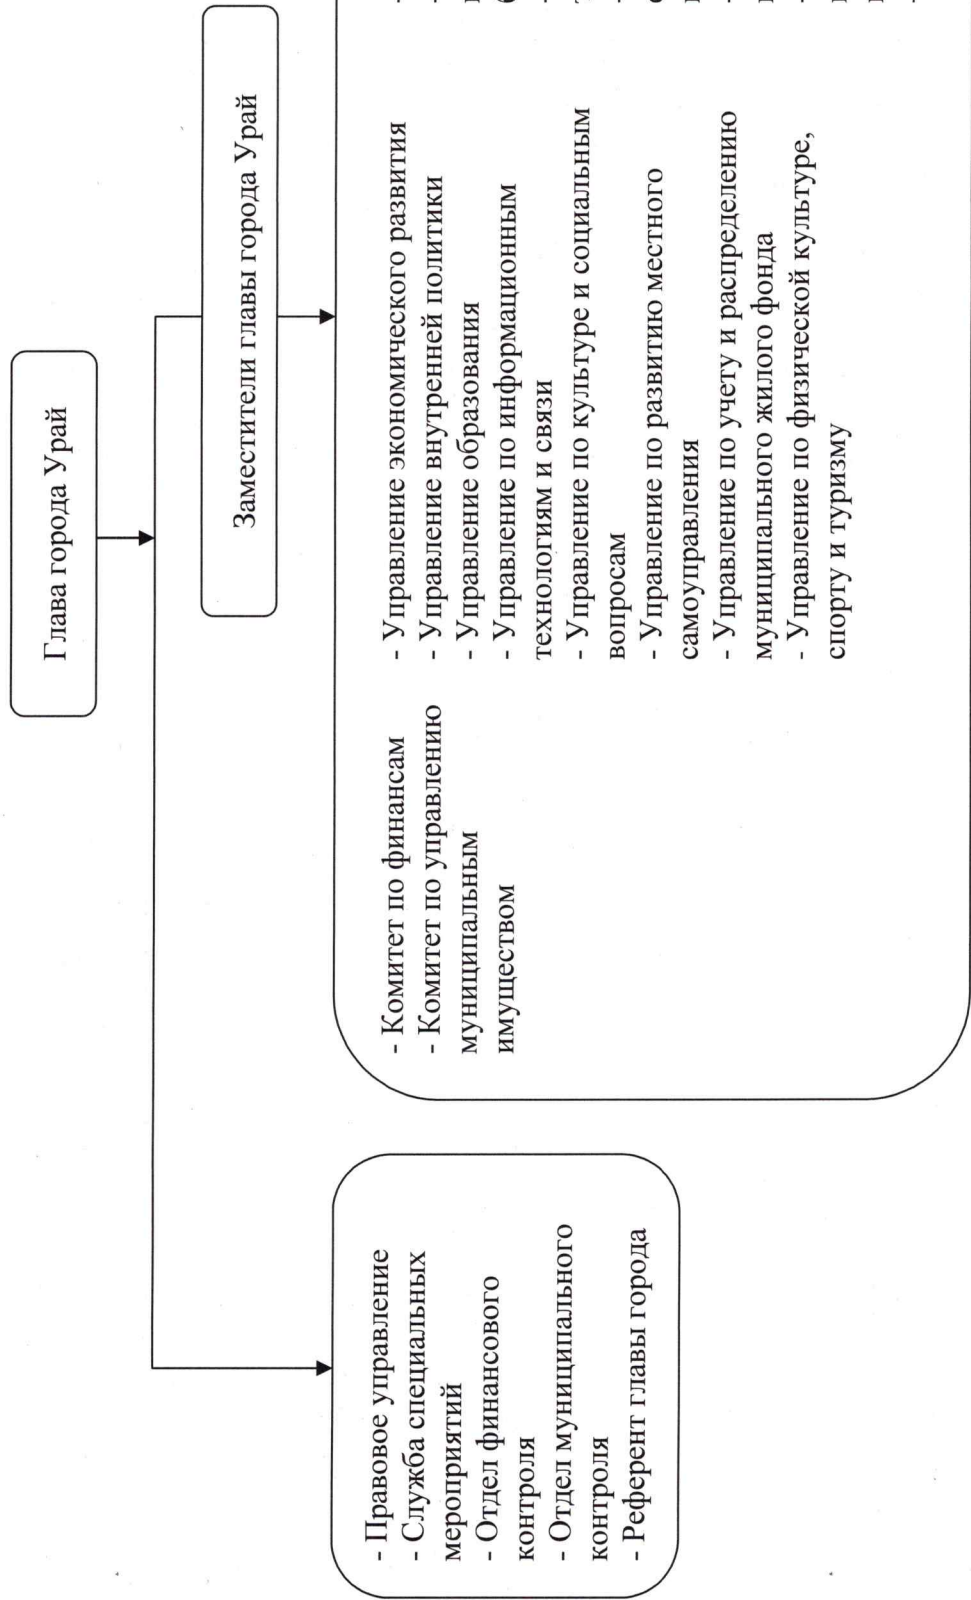 Глава города Урай
Заместители главы города Урай
- Правовое управление
- Служба специальных
мероприятий
- Отдел финансового
контроля
- Отдел муниципального
контроля
- Референт главы города
- Комитет по финансам
- Комитет по управлению
муниципальным
имуществом
- Управление экономического развития
- Управление внутренней политики
- Управление образования
- Управление по информационным
технологиям и связи
- Управление по культуре и социальным
вопросам
- Управление по развитию местного
самоуправления
- Управление по учету и распределению
муниципального жилого фонда
- Управление по физической культуре,
спорту и туризму